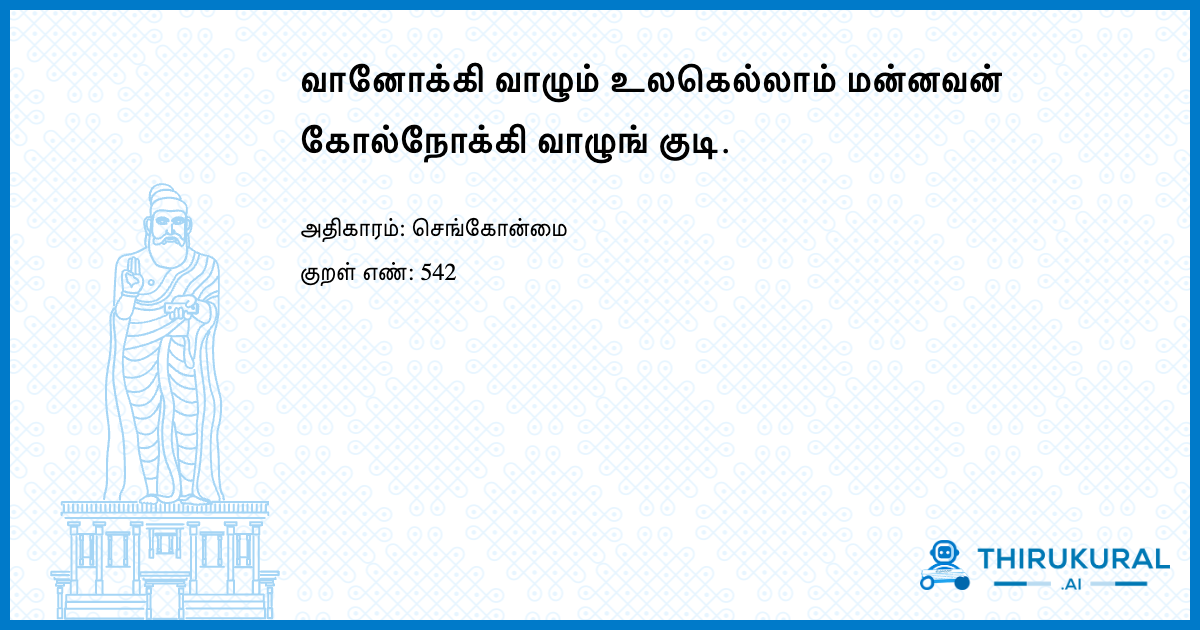 வானோக்கி வாழும் உலகெல்லாம் மன்னவன்
கோல்நோக்கி வாழுங் குடி.
அதிகாரம்: செங்கோன்மை
குறள் எண்: 542
THIRUKURAL
.AI